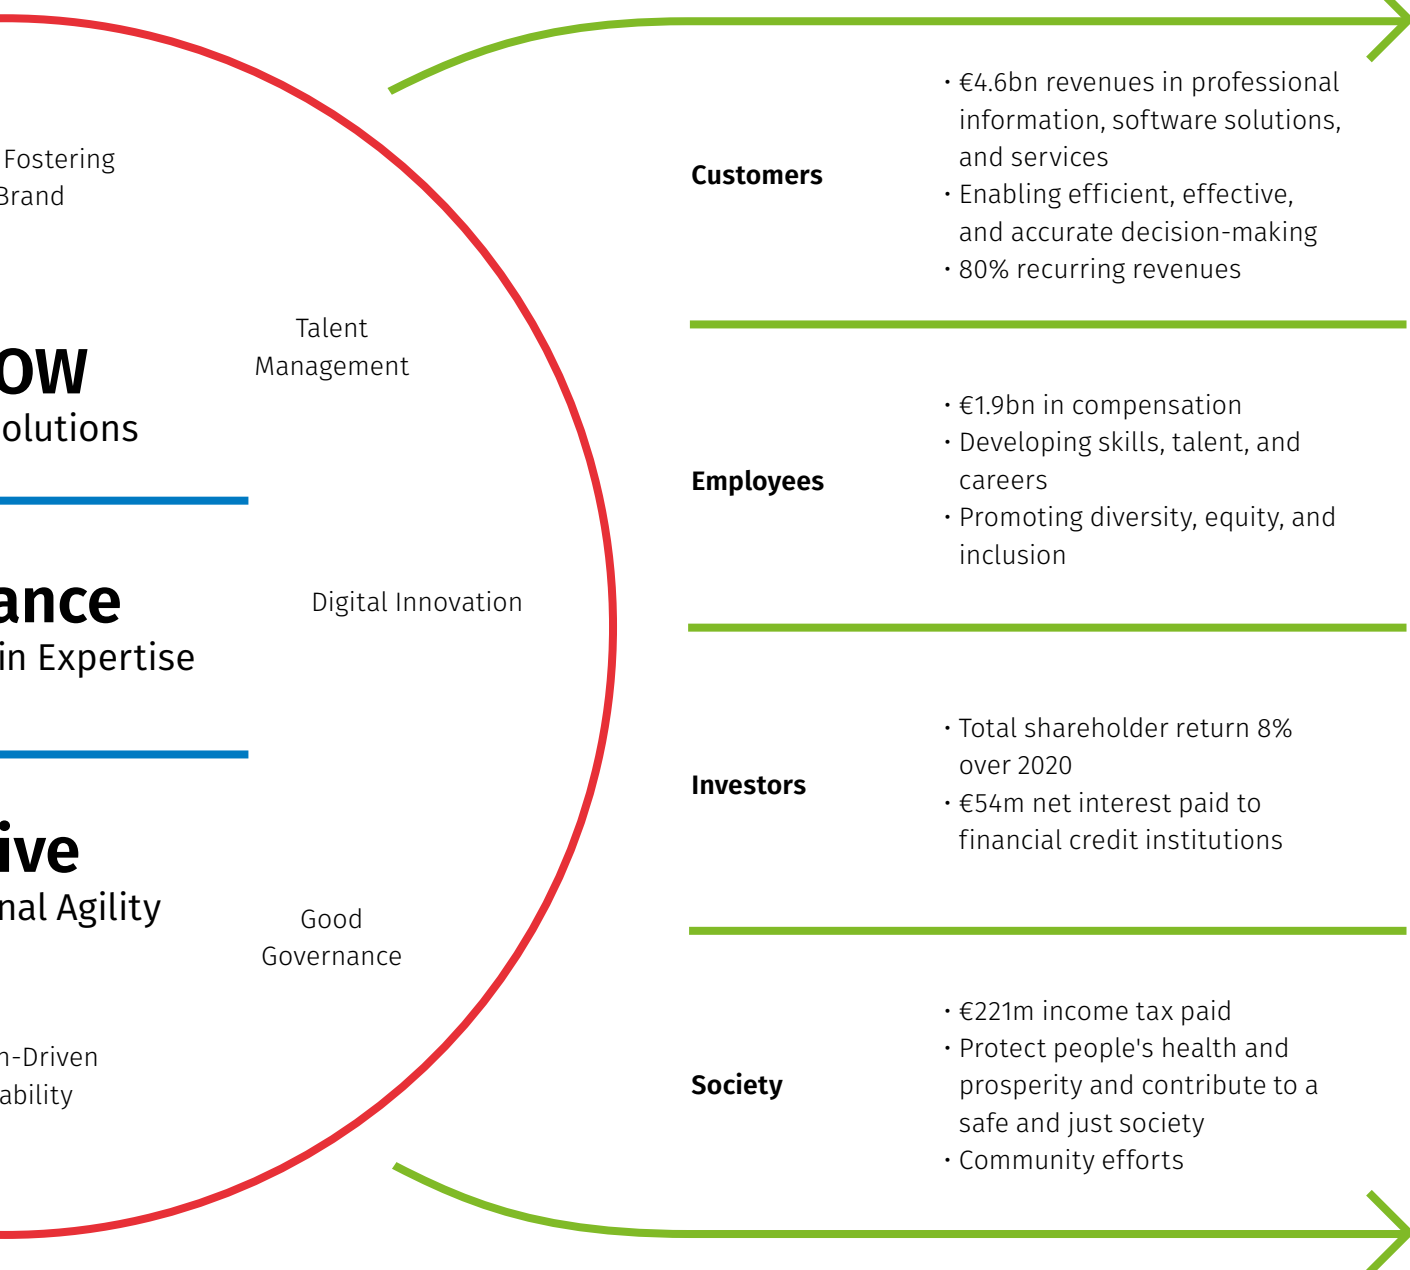 Fostering
Brand
Talent
Management
OW
olutions
ance
in Expertise
Digital Innovation
ive
nal Agility
Good
Governance
n-Driven
ability
Customers
· €4.6bn revenues in professional
information, software solutions,
and services
· Enabling efficient, effective,
and accurate decision-making
· 80% recurring revenues
Employees
· €1.9bn in compensation
· Developing skills, talent, and
careers
· Promoting diversity, equity, and
inclusion
Investors
· Total shareholder return 8%
over 2020
· €54m net interest paid to
financial credit institutions
Society
· €221m income tax paid
· Protect people's health and
prosperity and contribute to a
safe and just society
· Community efforts